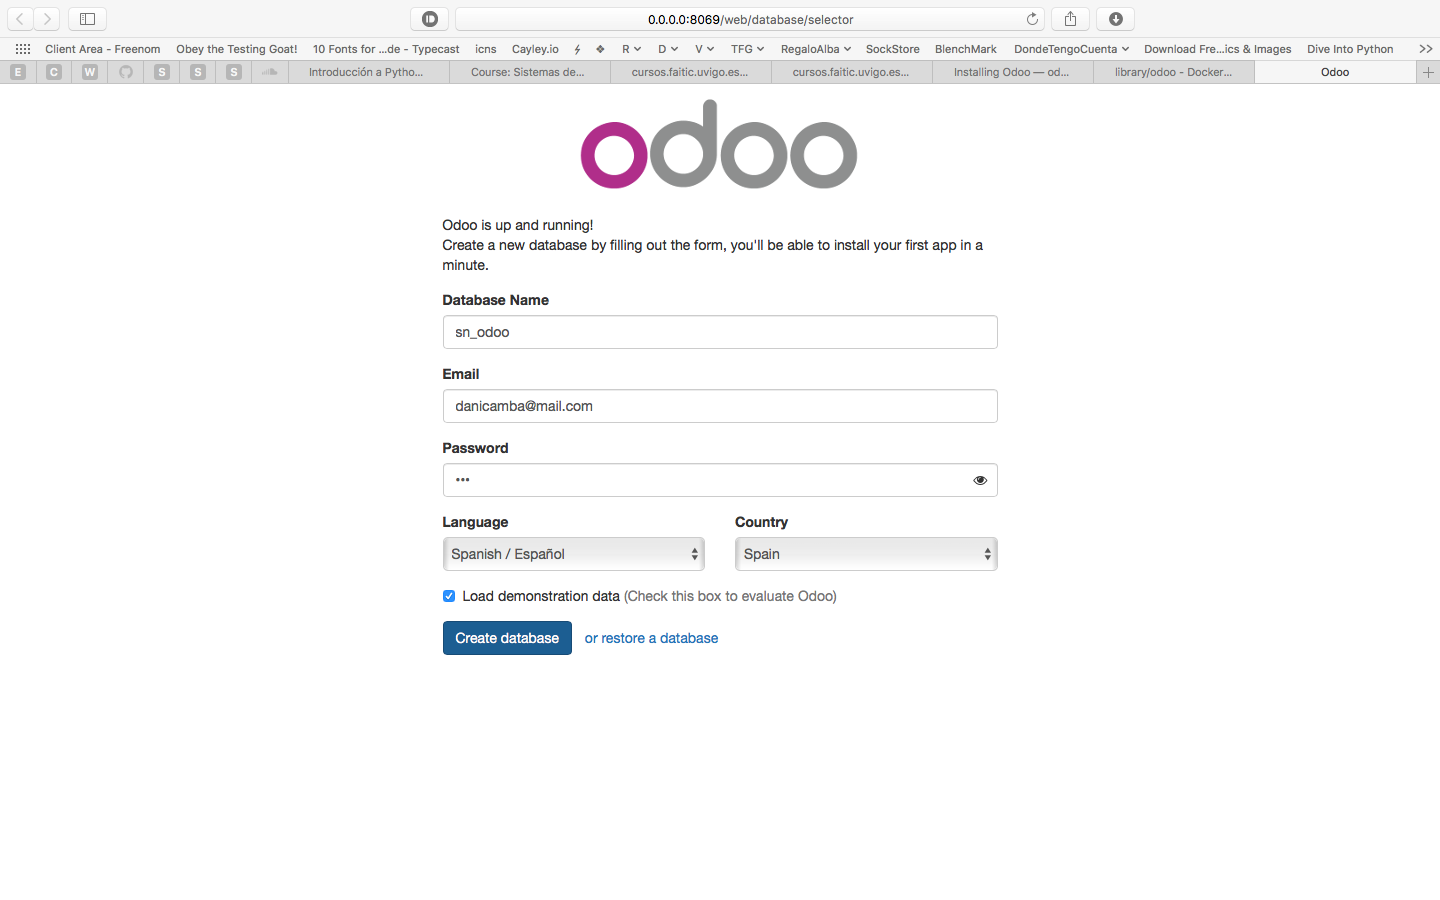 0.0.0.0:8069/web/database/selector
Client Area - Freenom Obey the Testing Goat! 10 Fonts for ...de - Typecast icns Cayley.io R D V TFG RegaloAlba SockStore BlenchMark DondeTengoCuenta Download Fre...ics & Images Dive Into Python
E C W S S S Introducción a Pytho... Course: Sistemas de... cursos.faitic.uvigo.es... cursos.faitic.uvigo.es... Installing Odoo — od... library/odoo - Docker... Odoo
odoo
Odoo is up and running!
Create a new database by filling out the form, you'll be able to install your first app in a
minute.
Database Name
sn_odoo
Email
danicamba@mail.com
Password
•••
Language Country
Spanish / Español Spain
Load demonstration data (Check this box to evaluate Odoo)
Create database or restore a database